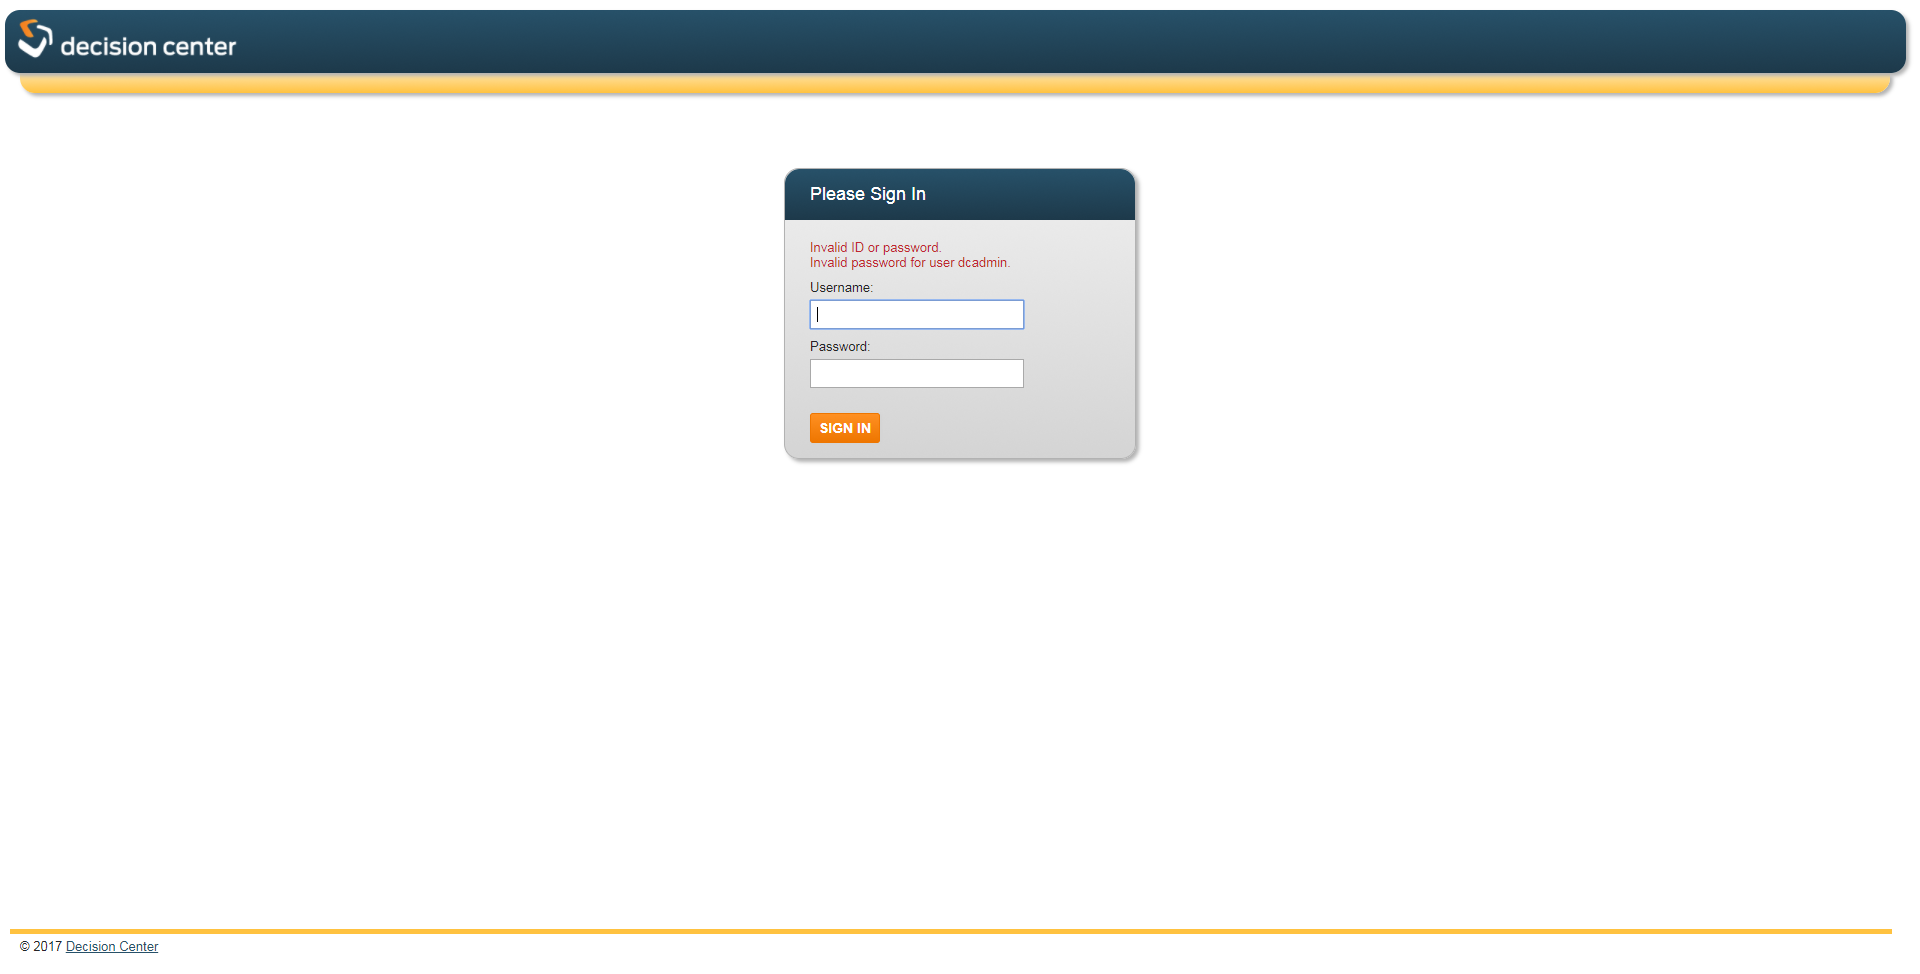 decision center
Please Sign In
Invalid ID or password.
Invalid password for user dcadmin.
Username:
Password:
SIGN IN
© 2017 Decision Center